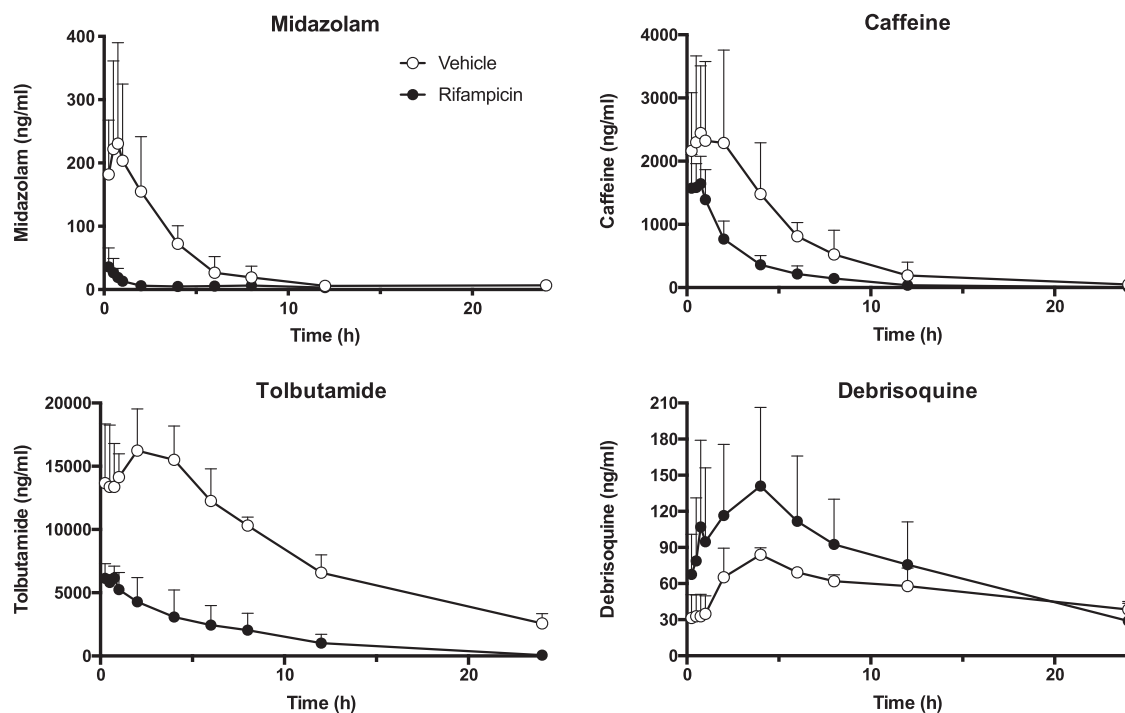 Midazolam
Midazolam (ng/ml)
400
300
200
100
0
0 10 20
Time (h)
Vehicle
Rifampicin
Caffeine
Caffeine (ng/ml)
4000
3000
2000
1000
0
0 10 20
Time (h)
Tolbutamide
Tolbutamide (ng/ml)
20000
15000
10000
5000
0
0 10 20
Time (h)
Debrisoquine
Debrisoquine (ng/ml)
210
180
150
120
90
60
30
0
0 10 20
Time (h)